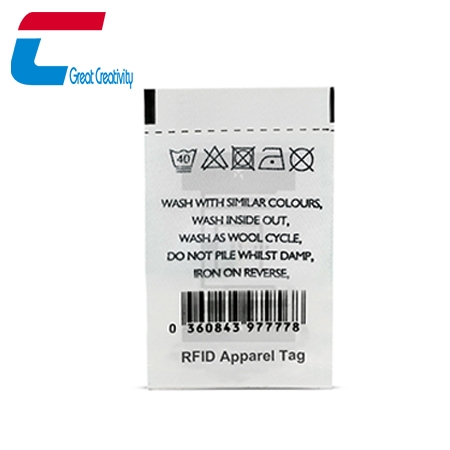 Great Creativity
40
WASH WITH SIMILAR COLOURS,
WASH INSIDE OUT,
WASH AS WOOL CYCLE,
DO NOT PILE WHILST DAMP,
IRON ON REVERSE,
0 360843 977778
RFID Apparel Tag